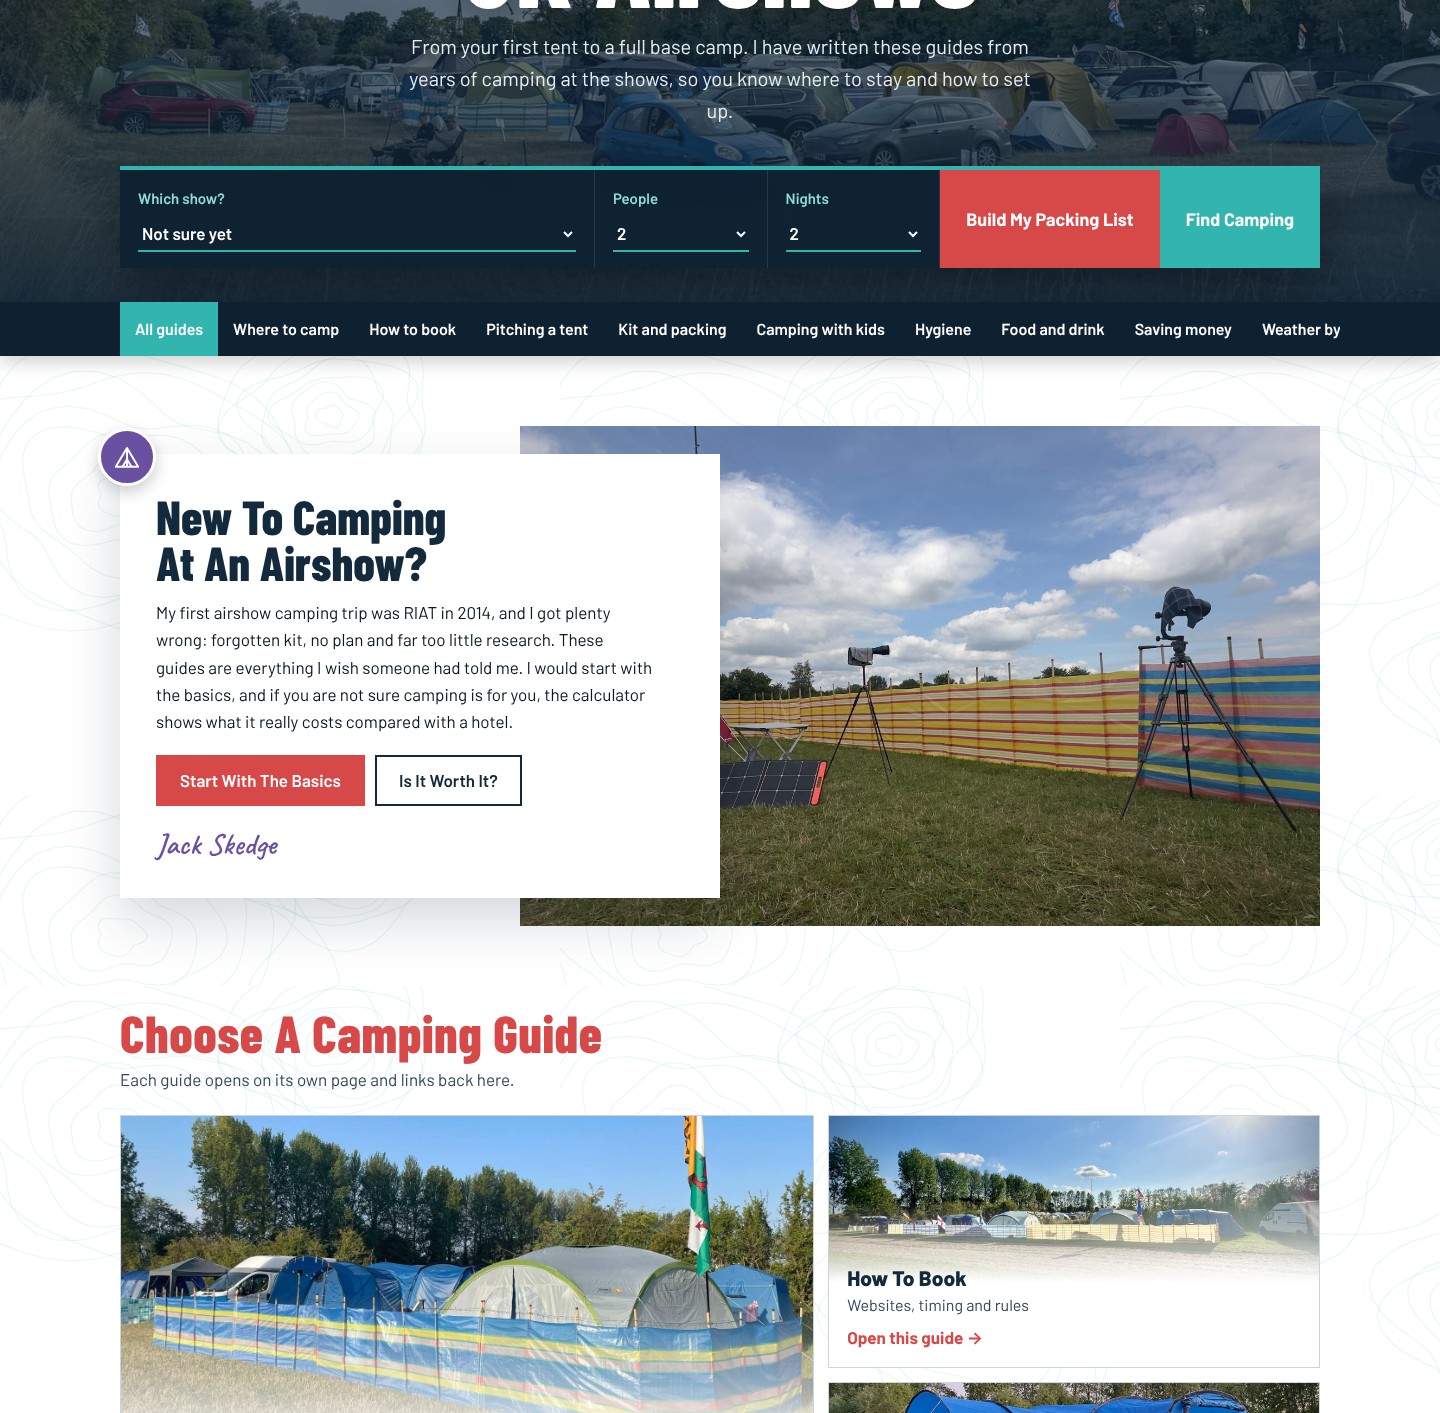 UK Airshows
From your first tent to a full base camp. I have written these guides from
years of camping at the shows, so you know where to stay and how to set
up.
Which show?
Not sure yet
People
2
Nights
2
Build My Packing List
Find Camping
All guides
Where to camp
How to book
Pitching a tent
Kit and packing
Camping with kids
Hygiene
Food and drink
Saving money
Weather by
New To Camping
At An Airshow?
My first airshow camping trip was RIAT in 2014, and I got plenty
wrong: forgotten kit, no plan and far too little research. These
guides are everything I wish someone had told me. I would start with
the basics, and if you are not sure camping is for you, the calculator
shows what it really costs compared with a hotel.
Start With The Basics
Is It Worth It?
Jack Skedge
Choose A Camping Guide
Each guide opens on its own page and links back here.
How To Book
Websites, timing and rules
Open this guide →